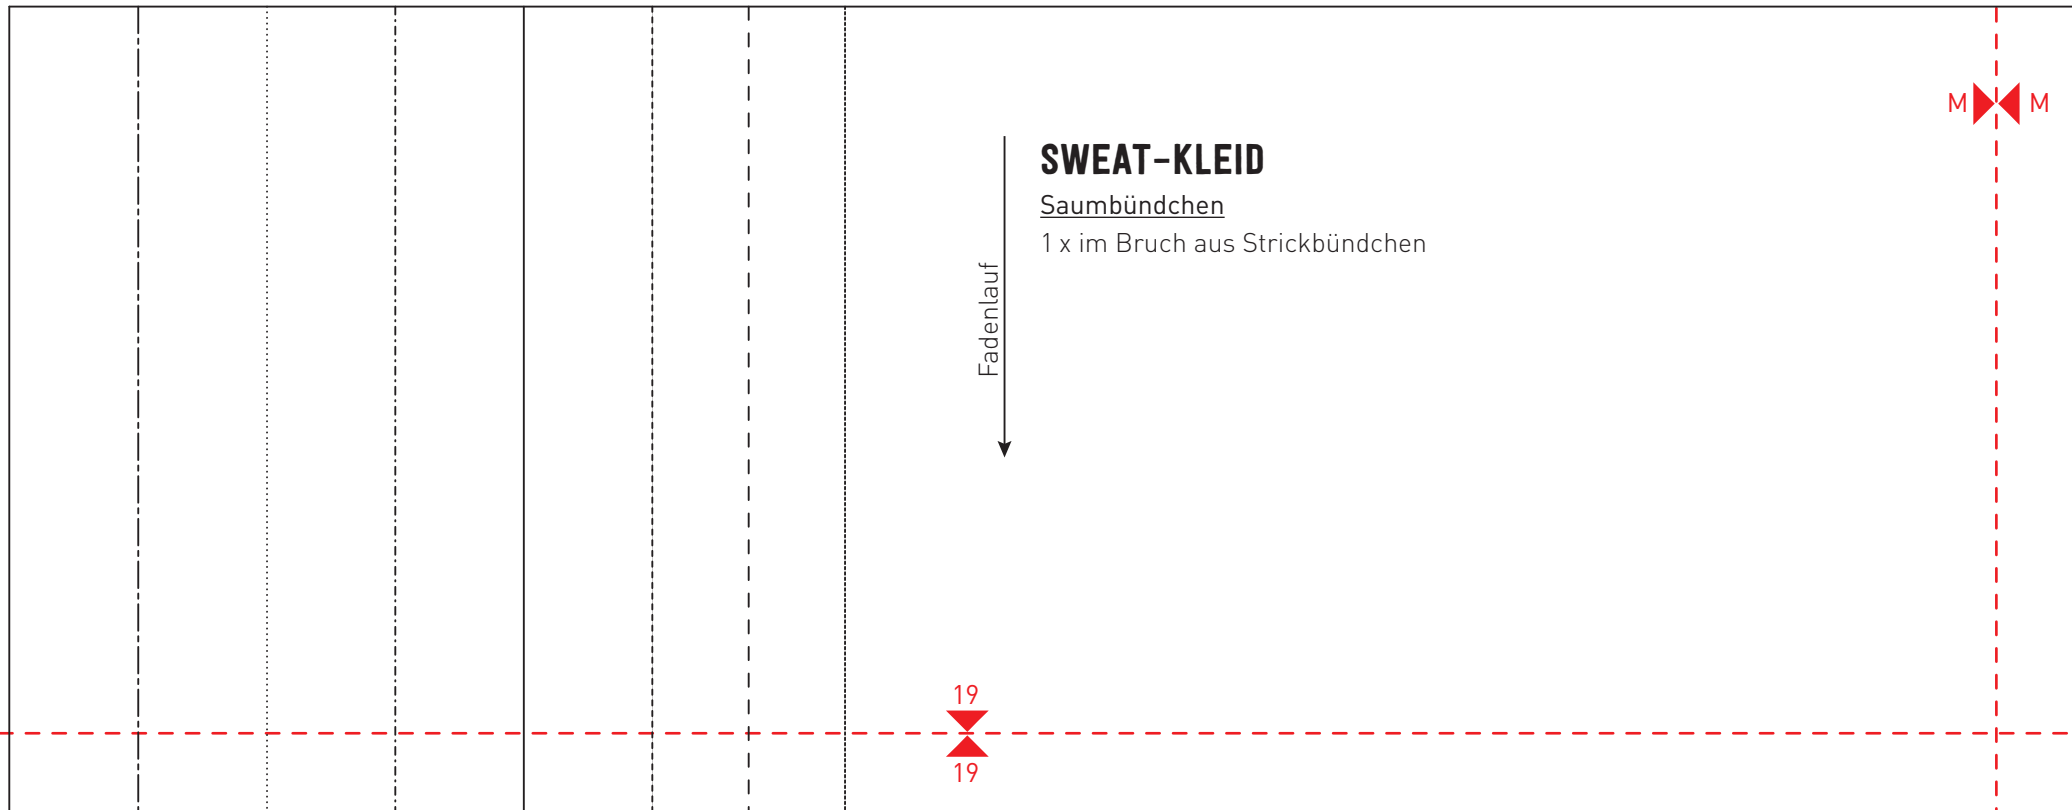 M M
SWEAT-KLEID
Saumbündchen
1 x im Bruch aus Strickbündchen
Fadenlauf
19
19